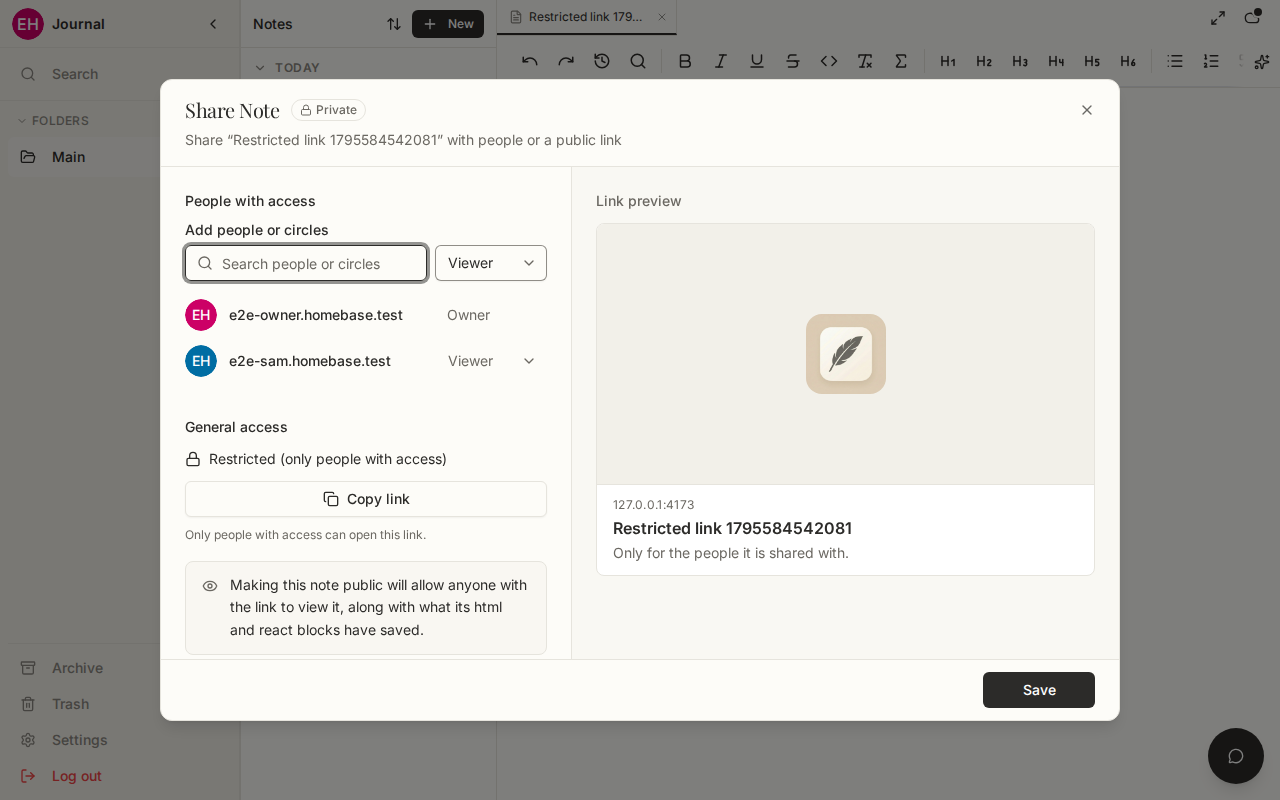 EH Journal
Search
FOLDERS
Main
Archive
Trash
Settings
Log out
Notes
New
TODAY
Restricted link 179...
H1 H2 H3 H4 H5 H6
Share Note
Private
Share “Restricted link 1795584542081” with people or a public link
People with access
Add people or circles
Search people or circles
Viewer
EH e2e-owner.homebase.test Owner
EH e2e-sam.homebase.test Viewer
General access
Restricted (only people with access)
Copy link
Only people with access can open this link.
Making this note public will allow anyone with
the link to view it, along with what its html
and react blocks have saved.
Link preview
127.0.0.1:4173
Restricted link 1795584542081
Only for the people it is shared with.
Save